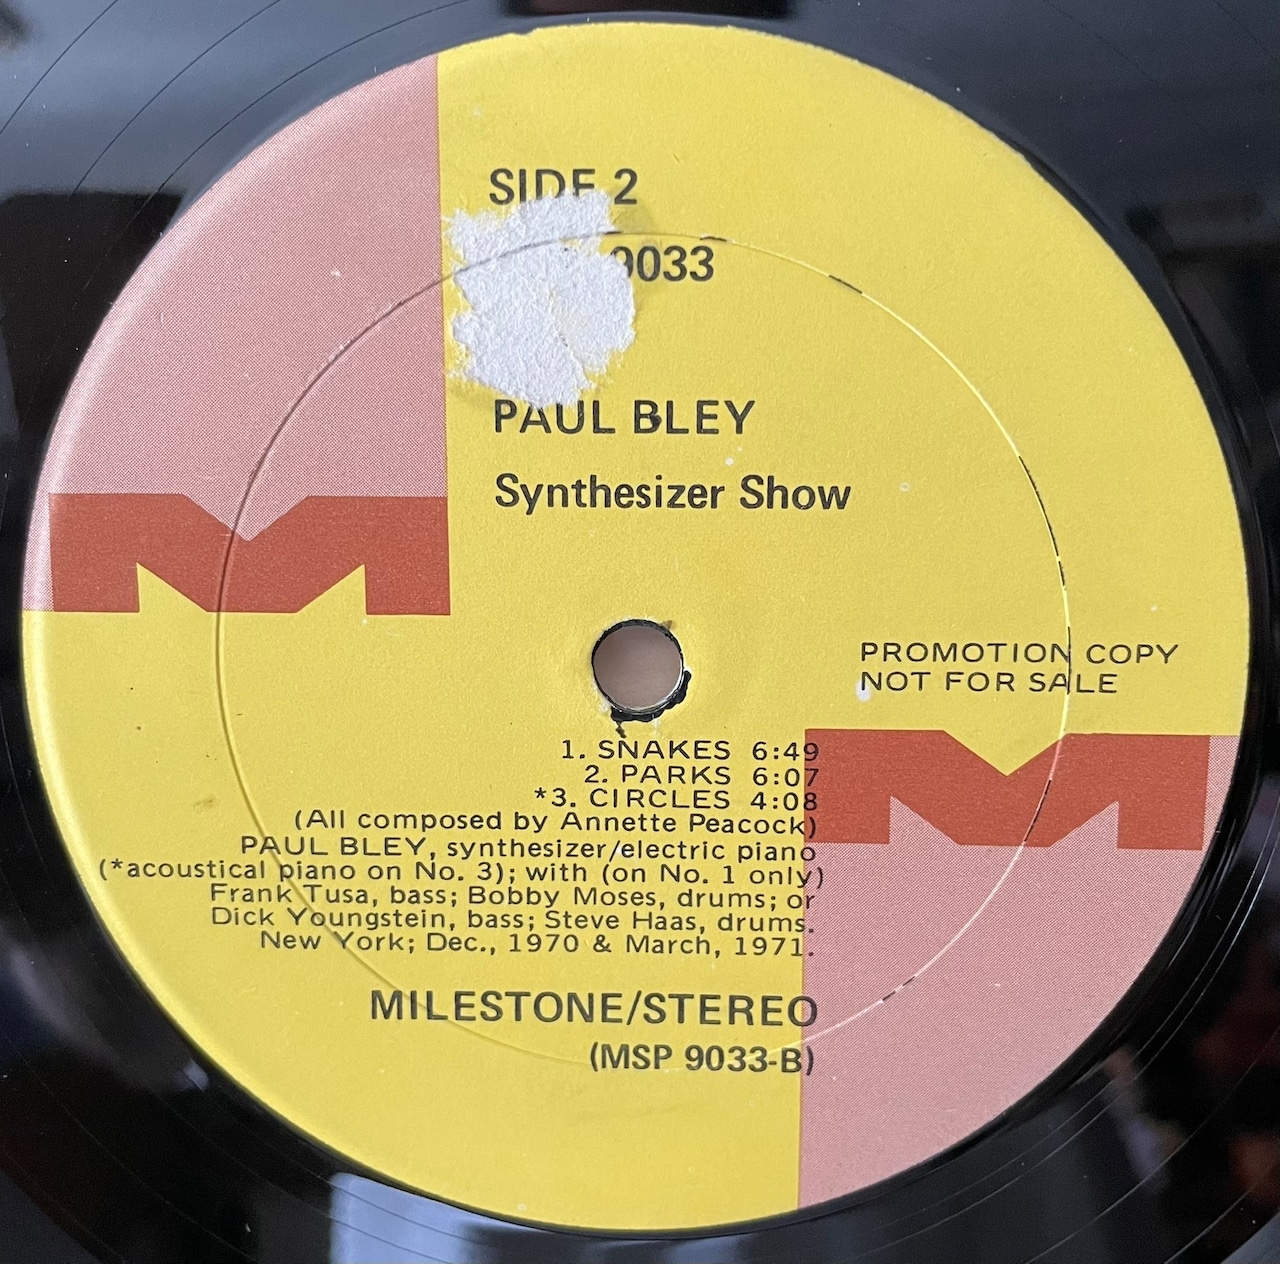 SIDE 2
9033
PAUL BLEY
Synthesizer Show
PROMOTION COPY
NOT FOR SALE
1. SNAKES 6:49
2. PARKS 6:07
*3. CIRCLES 4:08
(All composed by Annette Peacock)
PAUL BLEY, synthesizer/electric piano
(*acoustical piano on No. 3); with (on No. 1 only)
Frank Tusa, bass; Bobby Moses, drums; or
Dick Youngstein, bass; Steve Haas, drums.
New York; Dec., 1970 & March, 1971.
MILESTONE/STEREO
(MSP 9033-B)